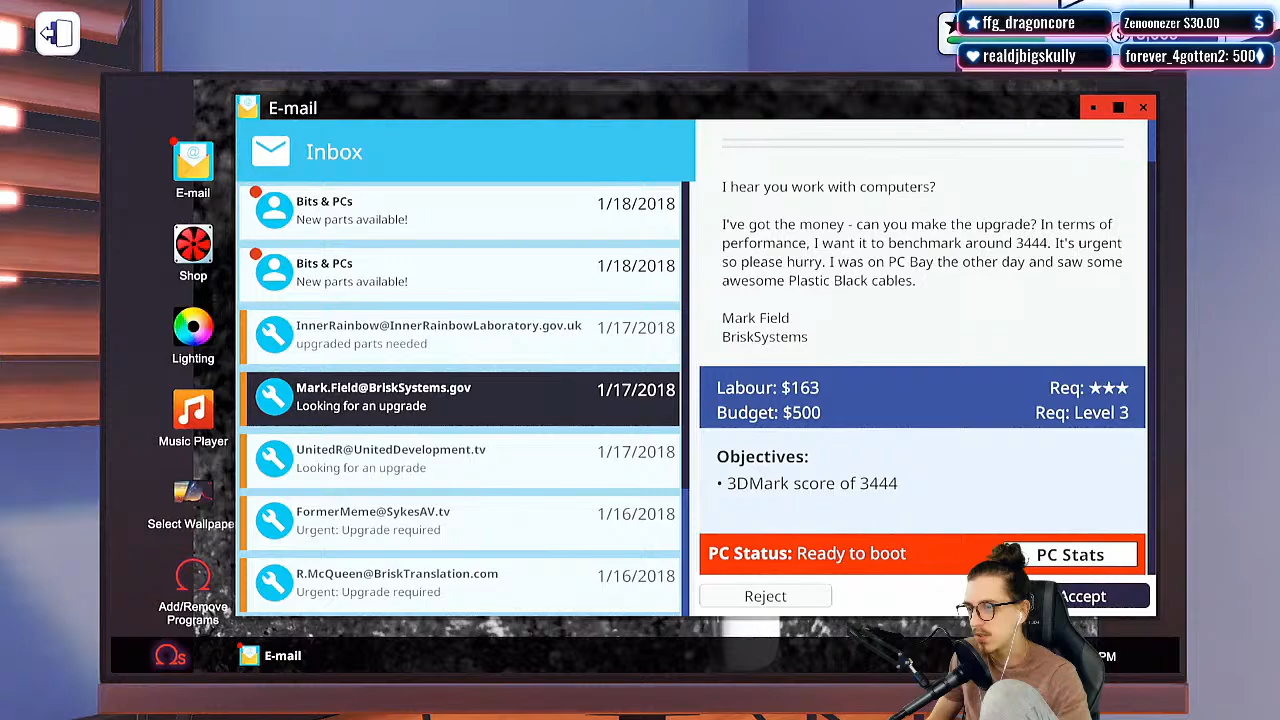 ffg_dragoncore
Zenoonezer $30.00
$
realdjbigskully
forever_4gotten2: 500
E-mail
Inbox
Bits & PCs
1/18/2018
New parts available!
Bits & PCs
1/18/2018
New parts available!
InnerRainbow@InnerRainbowLaboratory.gov.uk
1/17/2018
upgraded parts needed
Mark.Field@BriskSystems.gov
1/17/2018
Looking for an upgrade
UnitedR@UnitedDevelopment.tv
1/17/2018
Looking for an upgrade
FormerMeme@SykesAV.tv
1/16/2018
Urgent: Upgrade required
R.McQueen@BriskTranslation.com
1/16/2018
Urgent: Upgrade required
I hear you work with computers?
I've got the money - can you make the upgrade? In terms of
performance, I want it to benchmark around 3444. It's urgent
so please hurry. I was on PC Bay the other day and saw some
awesome Plastic Black cables.
Mark Field
BriskSystems
Labour: $163
Req: ★★★
Budget: $500
Req: Level 3
Objectives:
• 3DMark score of 3444
PC Status: Ready to boot
PC Stats
Reject
Accept
E-mail
Shop
Lighting
Music Player
Select Wallpape
Add/Remove
Programs
Ωs
E-mail
PM